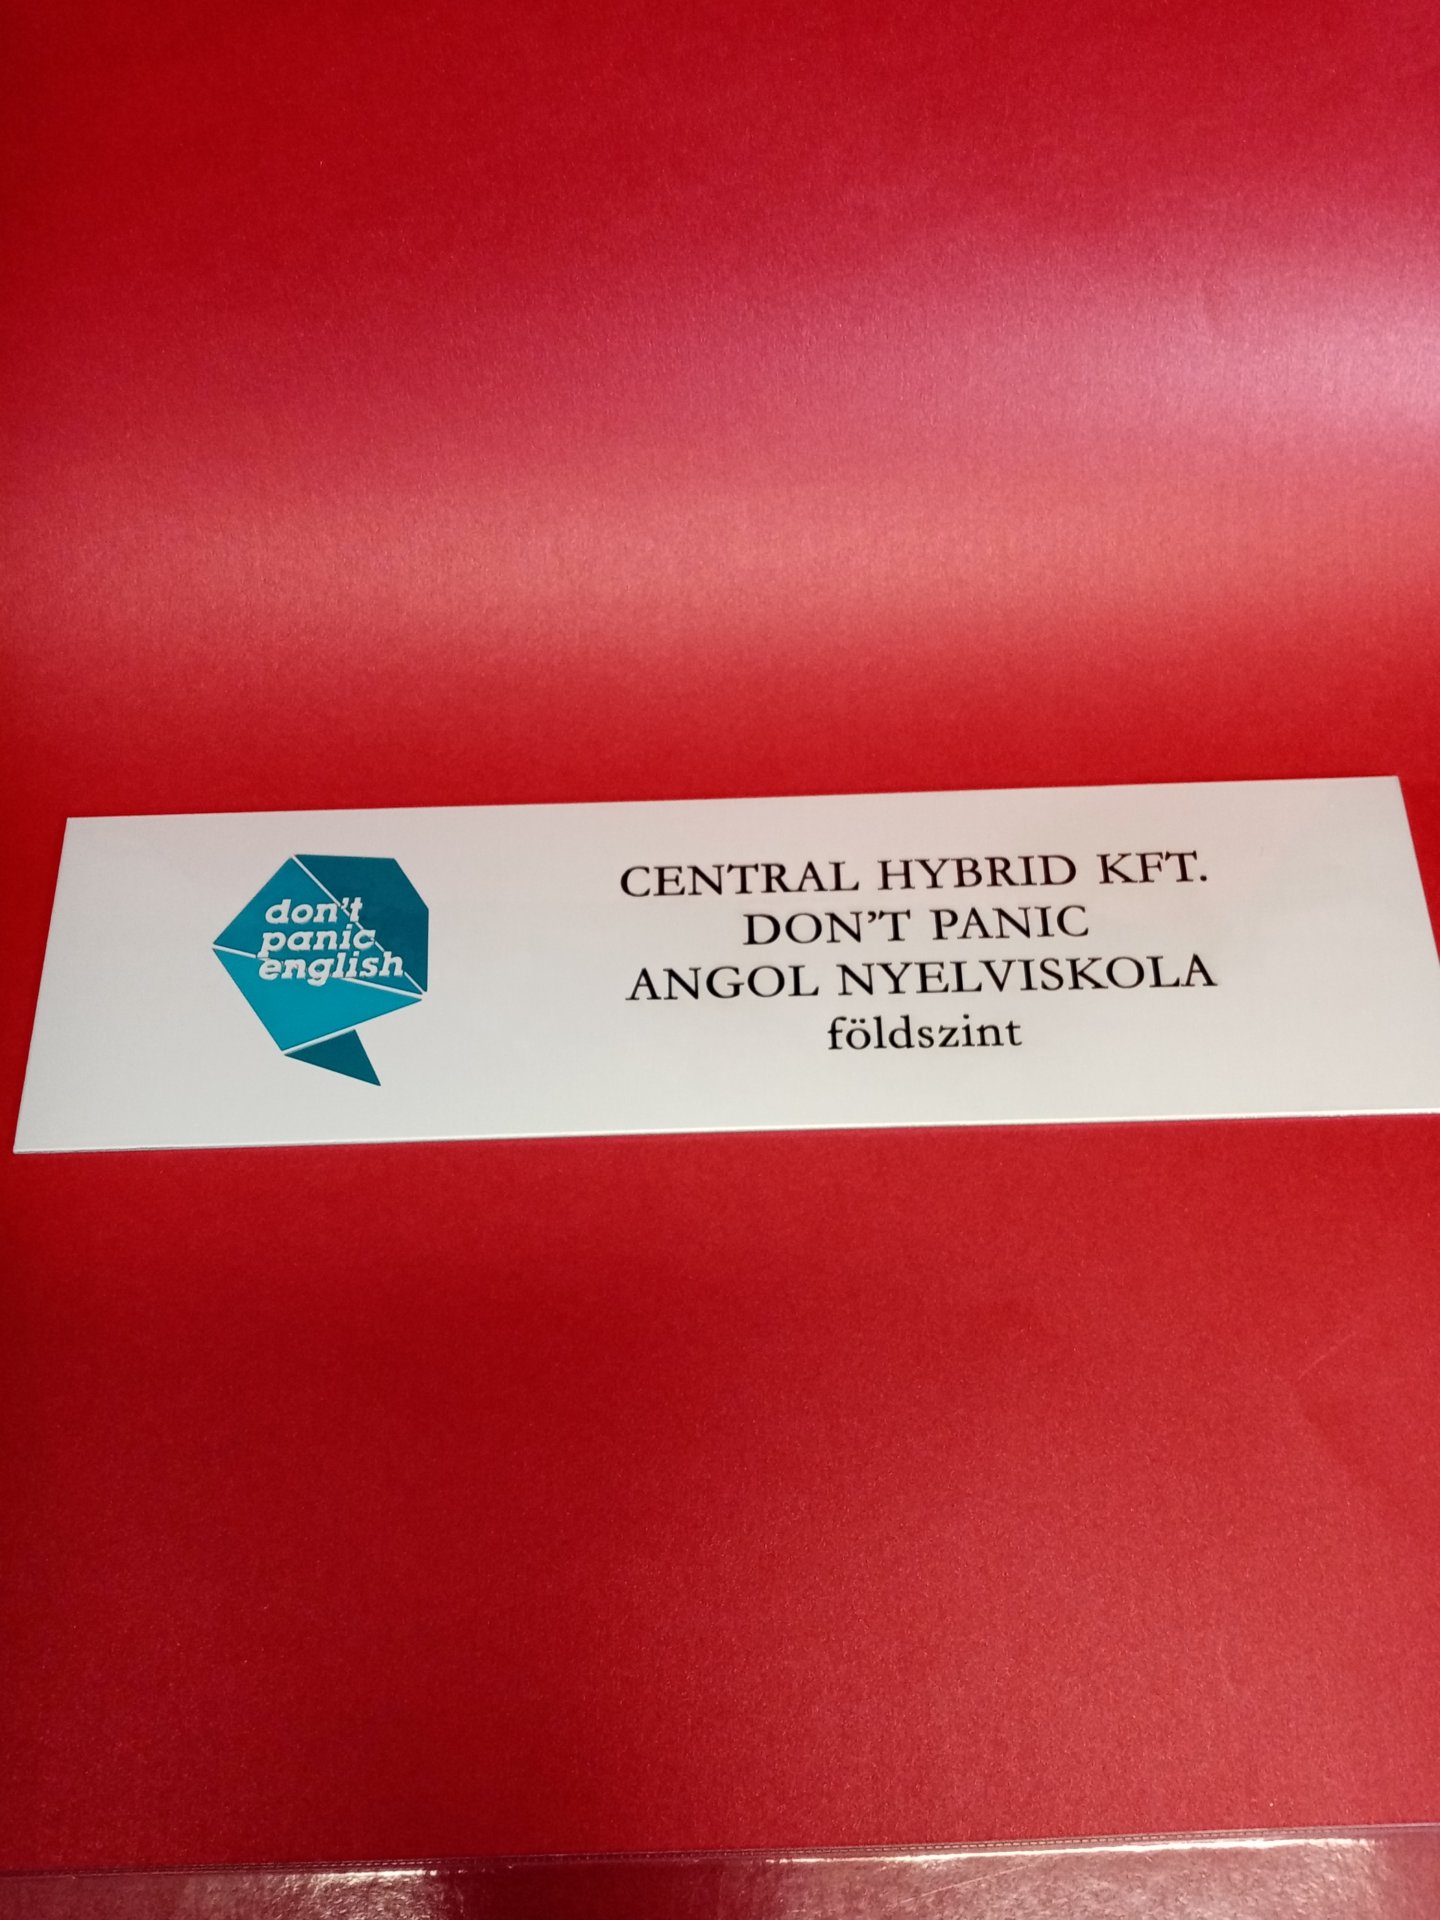 don't
panic
english
CENTRAL HYBRID KFT.
DON'T PANIC
ANGOL NYELVISKOLA
földszint